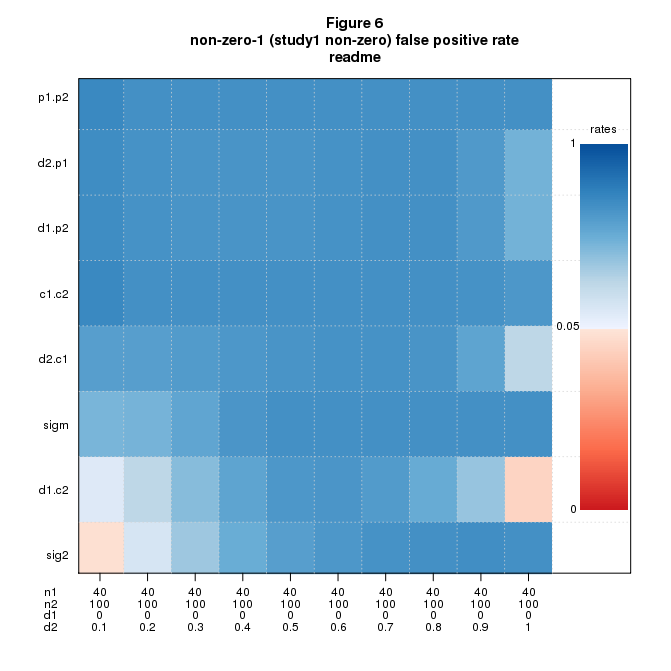 Figure 6
non-zero-1 (study1 non-zero) false positive rate
readme
p1.p2
d2.p1
d1.p2
c1.c2
d2.c1
sigm
d1.c2
sig2
rates
1
0.05
0
n1 40 40 40 40 40 40 40 40 40 40
n2 100 100 100 100 100 100 100 100 100 100
d1 0 0 0 0 0 0 0 0 0 0
d2 0.1 0.2 0.3 0.4 0.5 0.6 0.7 0.8 0.9 1